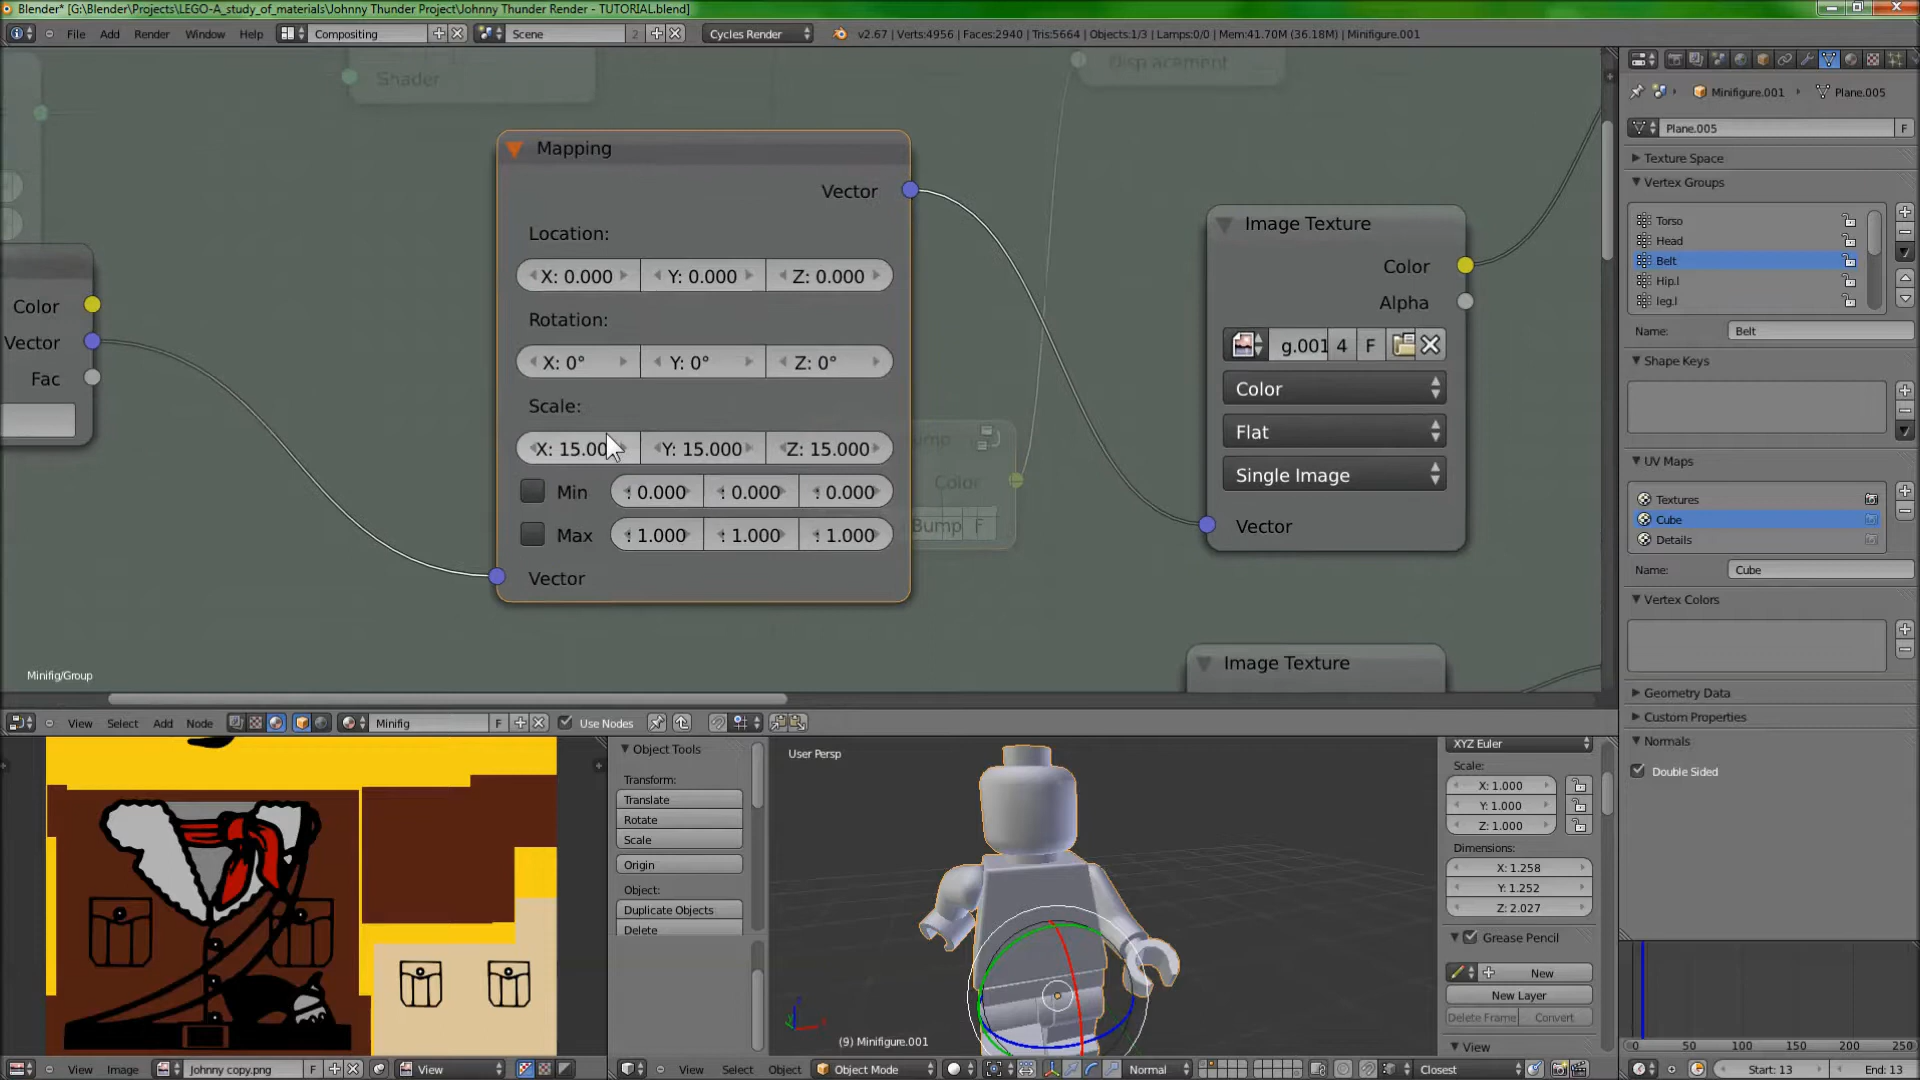 Blender* [G:\Blender\Projects\LEGO-A_study_of_materials\Johnny Thunder Project\Johnny Thunder Render - TUTORIAL.blend]
File Add Render Window Help Compositing Scene 2 Cycles Render v2.67 | Verts:4956 | Faces:2940 | Tris:5664 | Objects:1/3 | Lamps:0/0 | Mem:41.70M (36.18M) | Minifigure.001
Shader
Displacement
Mapping
Vector
Location:
X: 0.000 Y: 0.000 Z: 0.000
Rotation:
X: 0° Y: 0° Z: 0°
Scale:
X: 15.00 Y: 15.000 Z: 15.000
Min : 0.000 : 0.000 : 0.000
Max : 1.000 : 1.000 : 1.000
Vector
Color
Vector
Fac
Color
Bump F
Image Texture
Color
Alpha
g.001 4 F
Color
Flat
Single Image
Vector
Image Texture
Minifig/Group
View Select Add Node Minifig F Use Nodes
Minifigure.001 Plane.005
Plane.005 F
Texture Space
Vertex Groups
Torso
Head
Belt
Hip.l
leg.l
Name: Belt
Shape Keys
UV Maps
Textures
Cube
Details
Name: Cube
Vertex Colors
Geometry Data
Custom Properties
Normals
Double Sided
Object Tools
Transform:
Translate
Rotate
Scale
Origin
Object:
Duplicate Objects
Delete
User Persp
(9) Minifigure.001
XYZ Euler
Scale:
X: 1.000
Y: 1.000
Z: 1.000
Dimensions:
X: 1.258
Y: 1.252
Z: 2.027
Grease Pencil
New
New Layer
Delete Frame Convert
View
0 50 100 150 200 250
View Image Johnny copy.png F View
View Select Object Object Mode Normal Closest
Start: 13 End: 13